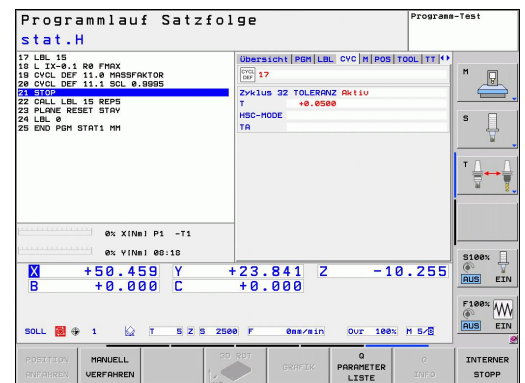 Programmlauf Satzfolge
Programm-Test
stat.H
17 LBL 15
18 L IX-0.1 R0 FMAX
19 CYCL DEF 11.0 MASSFAKTOR
20 CYCL DEF 11.1 SCL 0.9995
21 STOP
22 CALL LBL 15 REP5
23 PLANE RESET STAY
24 LBL 0
25 END PGM STAT1 MM
Übersicht PGM LBL CYC M POS TOOL TT
CYCL DEF 17
Zyklus 32 TOLERANZ Aktiv
T +0.0500
HSC-MODE
TA
M
S
T
0% X[Nm] P1 -T1
0% Y[Nm] 08:18
X +50.459 Y +23.841 Z -10.255
B +0.000 C +0.000
SOLL 1 T 5 Z S 2500 F 0mm/min Ovr 100% M 5/8
S100%
AUS EIN
F100%
AUS EIN
POSITION ANFAHREN
MANUELL VERFAHREN
3D ROT
GRAFIK
Q PARAMETER LISTE
Q INFO
INTERNER STOPP